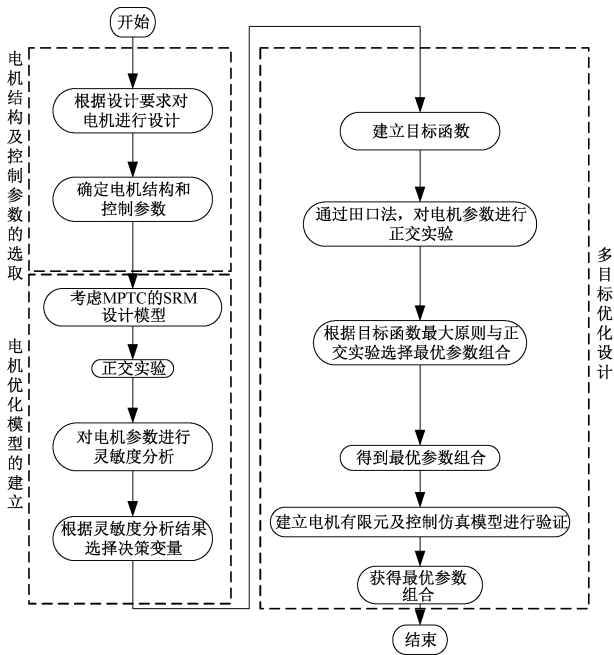 开始
电机结构及控制参数的选取
根据设计要求对
电机进行设计
确定电机结构和
控制参数
电机优化模型的建立
考虑MPTC的SRM
设计模型
正交实验
对电机参数进行
灵敏度分析
根据灵敏度分析结果
选择决策变量
多目标优化设计
建立目标函数
通过田口法，对电机参数进行
正交实验
根据目标函数最大原则与正
交实验选择最优参数组合
得到最优参数组合
建立电机有限元及控制仿真模型进行验证
获得最优参数
组合
结束